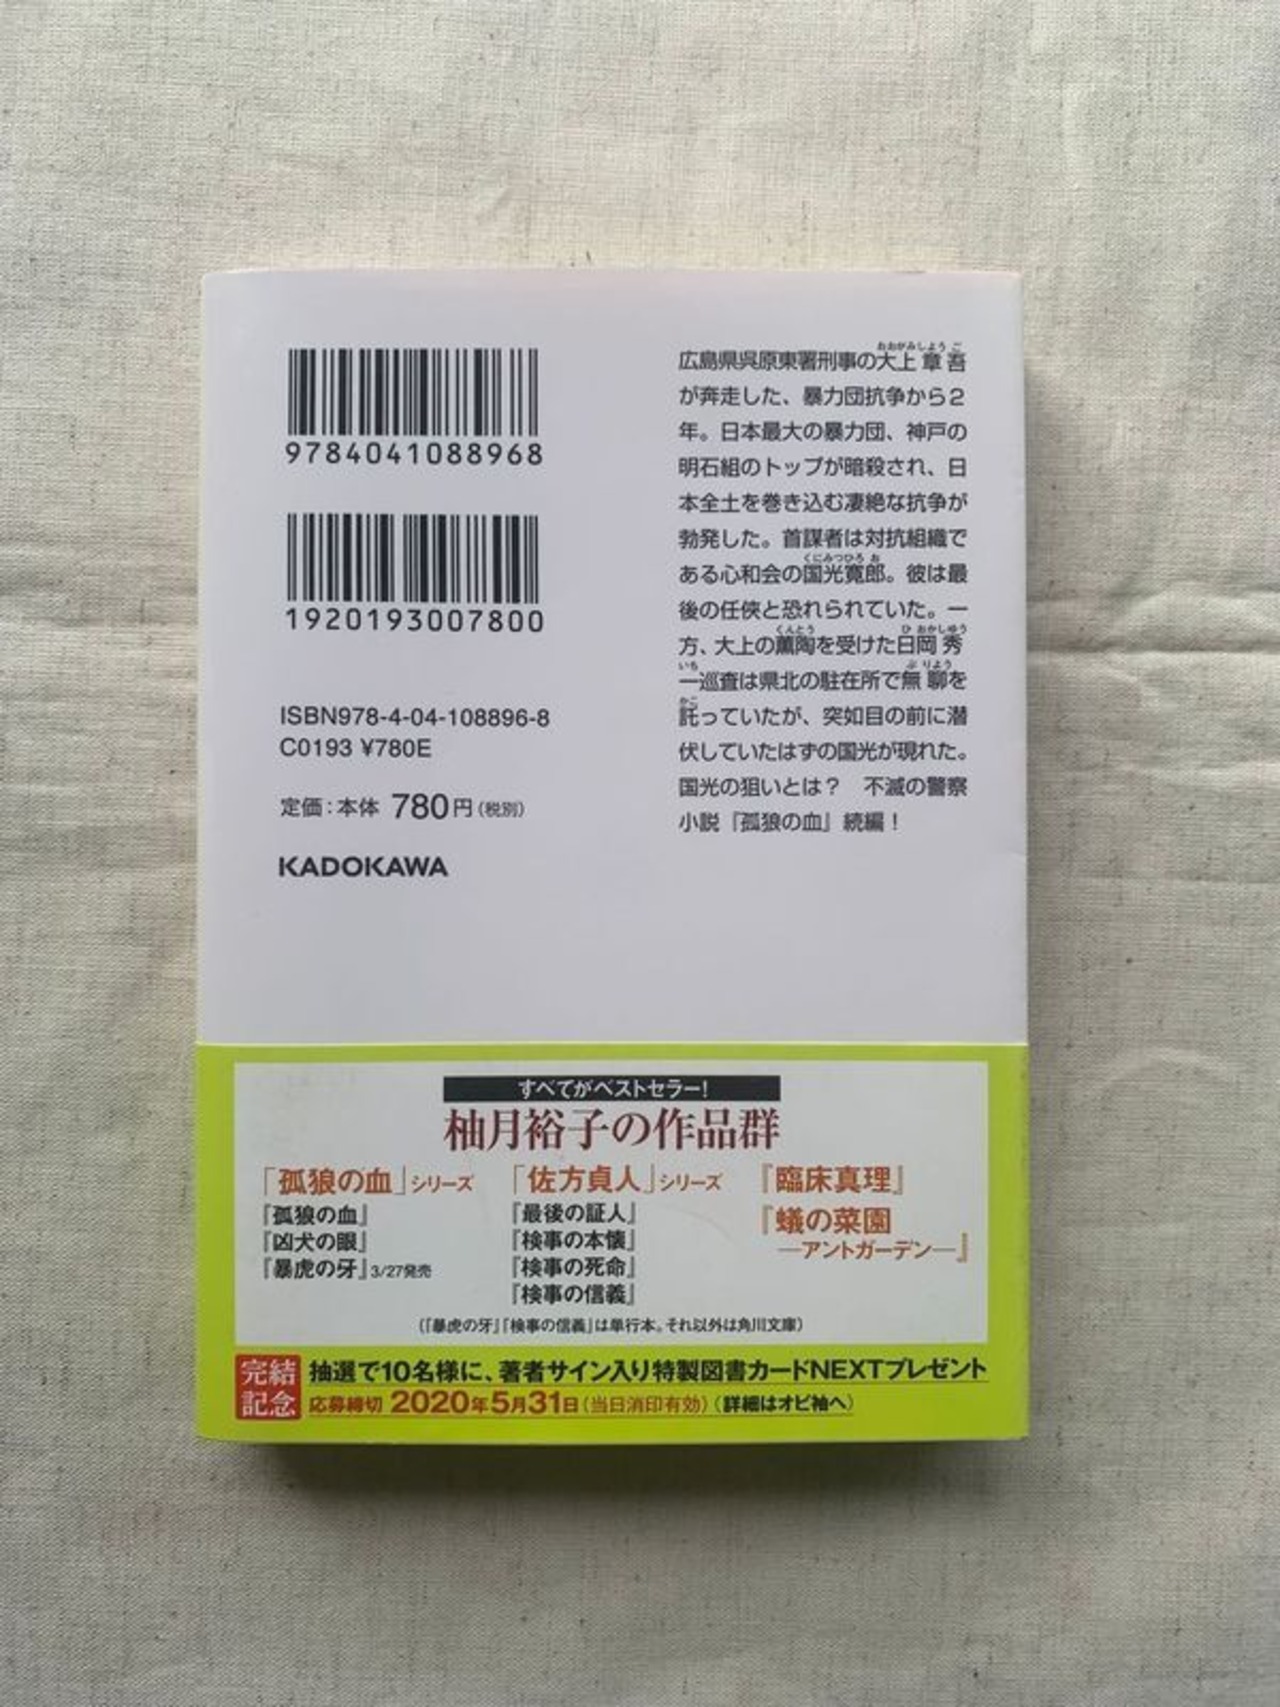 9784041088968
1920193007800
ISBN978-4-04-108896-8
C0193 ¥780E
定価：本体 780円（税別）
KADOKAWA
広島県呉原東署刑事の大上章吾
おおがみしようご
が奔走した、暴力団抗争から2
年。日本最大の暴力団、神戸の
明石組のトップが暗殺され、日
本全土を巻き込む凄絶な抗争が
勃発した。首謀者は対抗組織で
ある心和会の国光寛郎。彼は最
くにみつひろお
後の任俠と恐れられていた。一
方、大上の薫陶を受けた日岡秀
くんとう ひおかしゆう
一巡査は県北の駐在所で無聊を
いち ぶりよう
託っていたが、突如目の前に潜
かこ
伏していたはずの国光が現れた。
国光の狙いとは？　不滅の警察
小説『孤狼の血』続編！
すべてがベストセラー！
柚月裕子の作品群
「孤狼の血」シリーズ
『孤狼の血』
『凶犬の眼』
『暴虎の牙』3/27発売
「佐方貞人」シリーズ
『最後の証人』
『検事の本懐』
『検事の死命』
『検事の信義』
『臨床真理』
『蟻の菜園
―アントガーデン―』
（『暴虎の牙』『検事の信義』は単行本。それ以外は角川文庫）
完結
記念
抽選で10名様に、著者サイン入り特製図書カードNEXTプレゼント
応募締切 2020年5月31日（当日消印有効）（詳細はオビ袖へ）